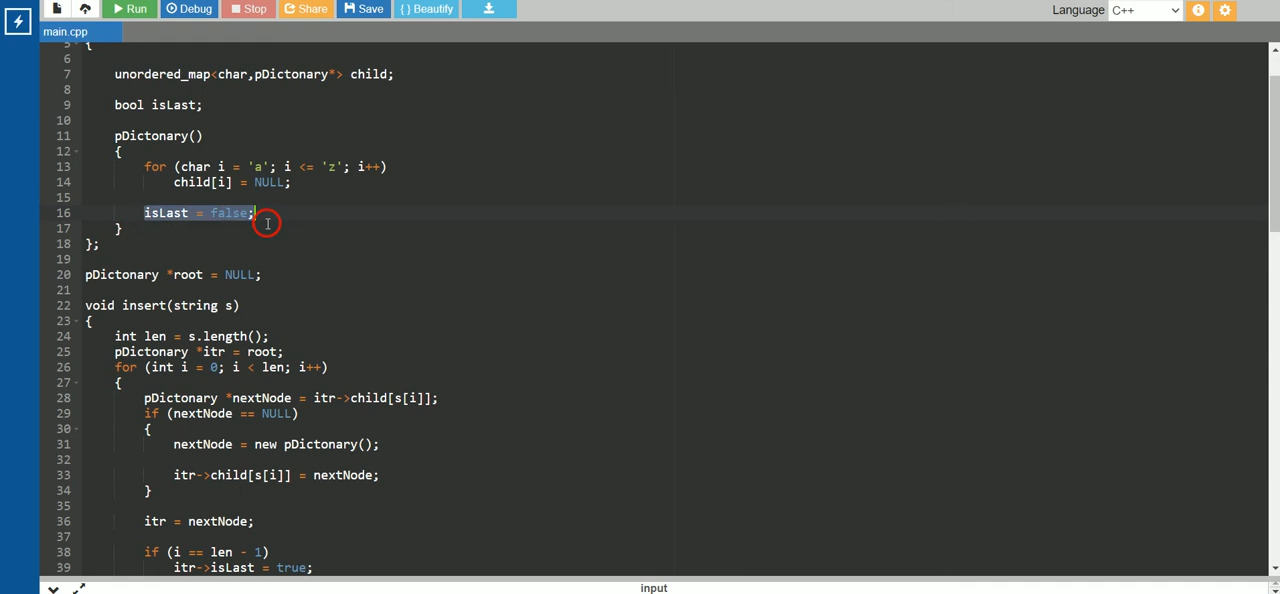 Run Debug Stop Share Save { } Beautify Language C++
main.cpp
5 {
6
7 unordered_map<char,pDictonary*> child;
8
9 bool isLast;
10
11 pDictonary()
12 {
13 for (char i = 'a'; i <= 'z'; i++)
14 child[i] = NULL;
15
16 isLast = false;
17 }
18 };
19
20 pDictonary *root = NULL;
21
22 void insert(string s)
23 {
24 int len = s.length();
25 pDictonary *itr = root;
26 for (int i = 0; i < len; i++)
27 {
28 pDictonary *nextNode = itr->child[s[i]];
29 if (nextNode == NULL)
30 {
31 nextNode = new pDictonary();
32
33 itr->child[s[i]] = nextNode;
34 }
35
36 itr = nextNode;
37
38 if (i == len - 1)
39 itr->isLast = true;
input